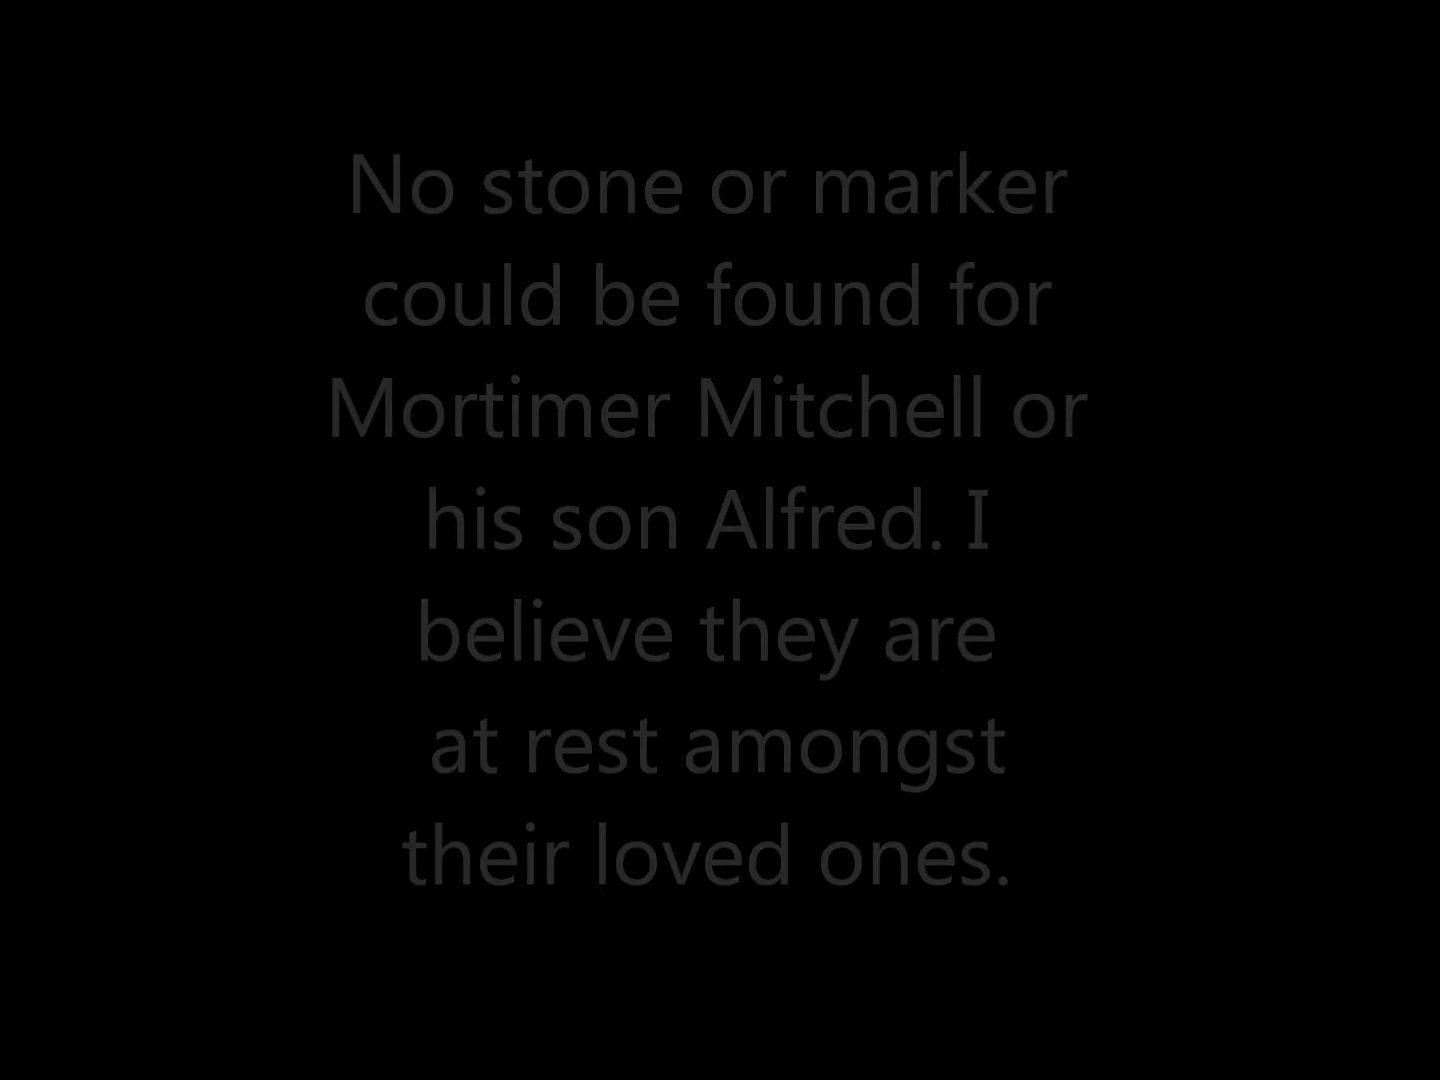 No stone or marker
could be found for
Mortimer Mitchell or
his son Alfred. I
believe they are
at rest amongst
their loved ones.